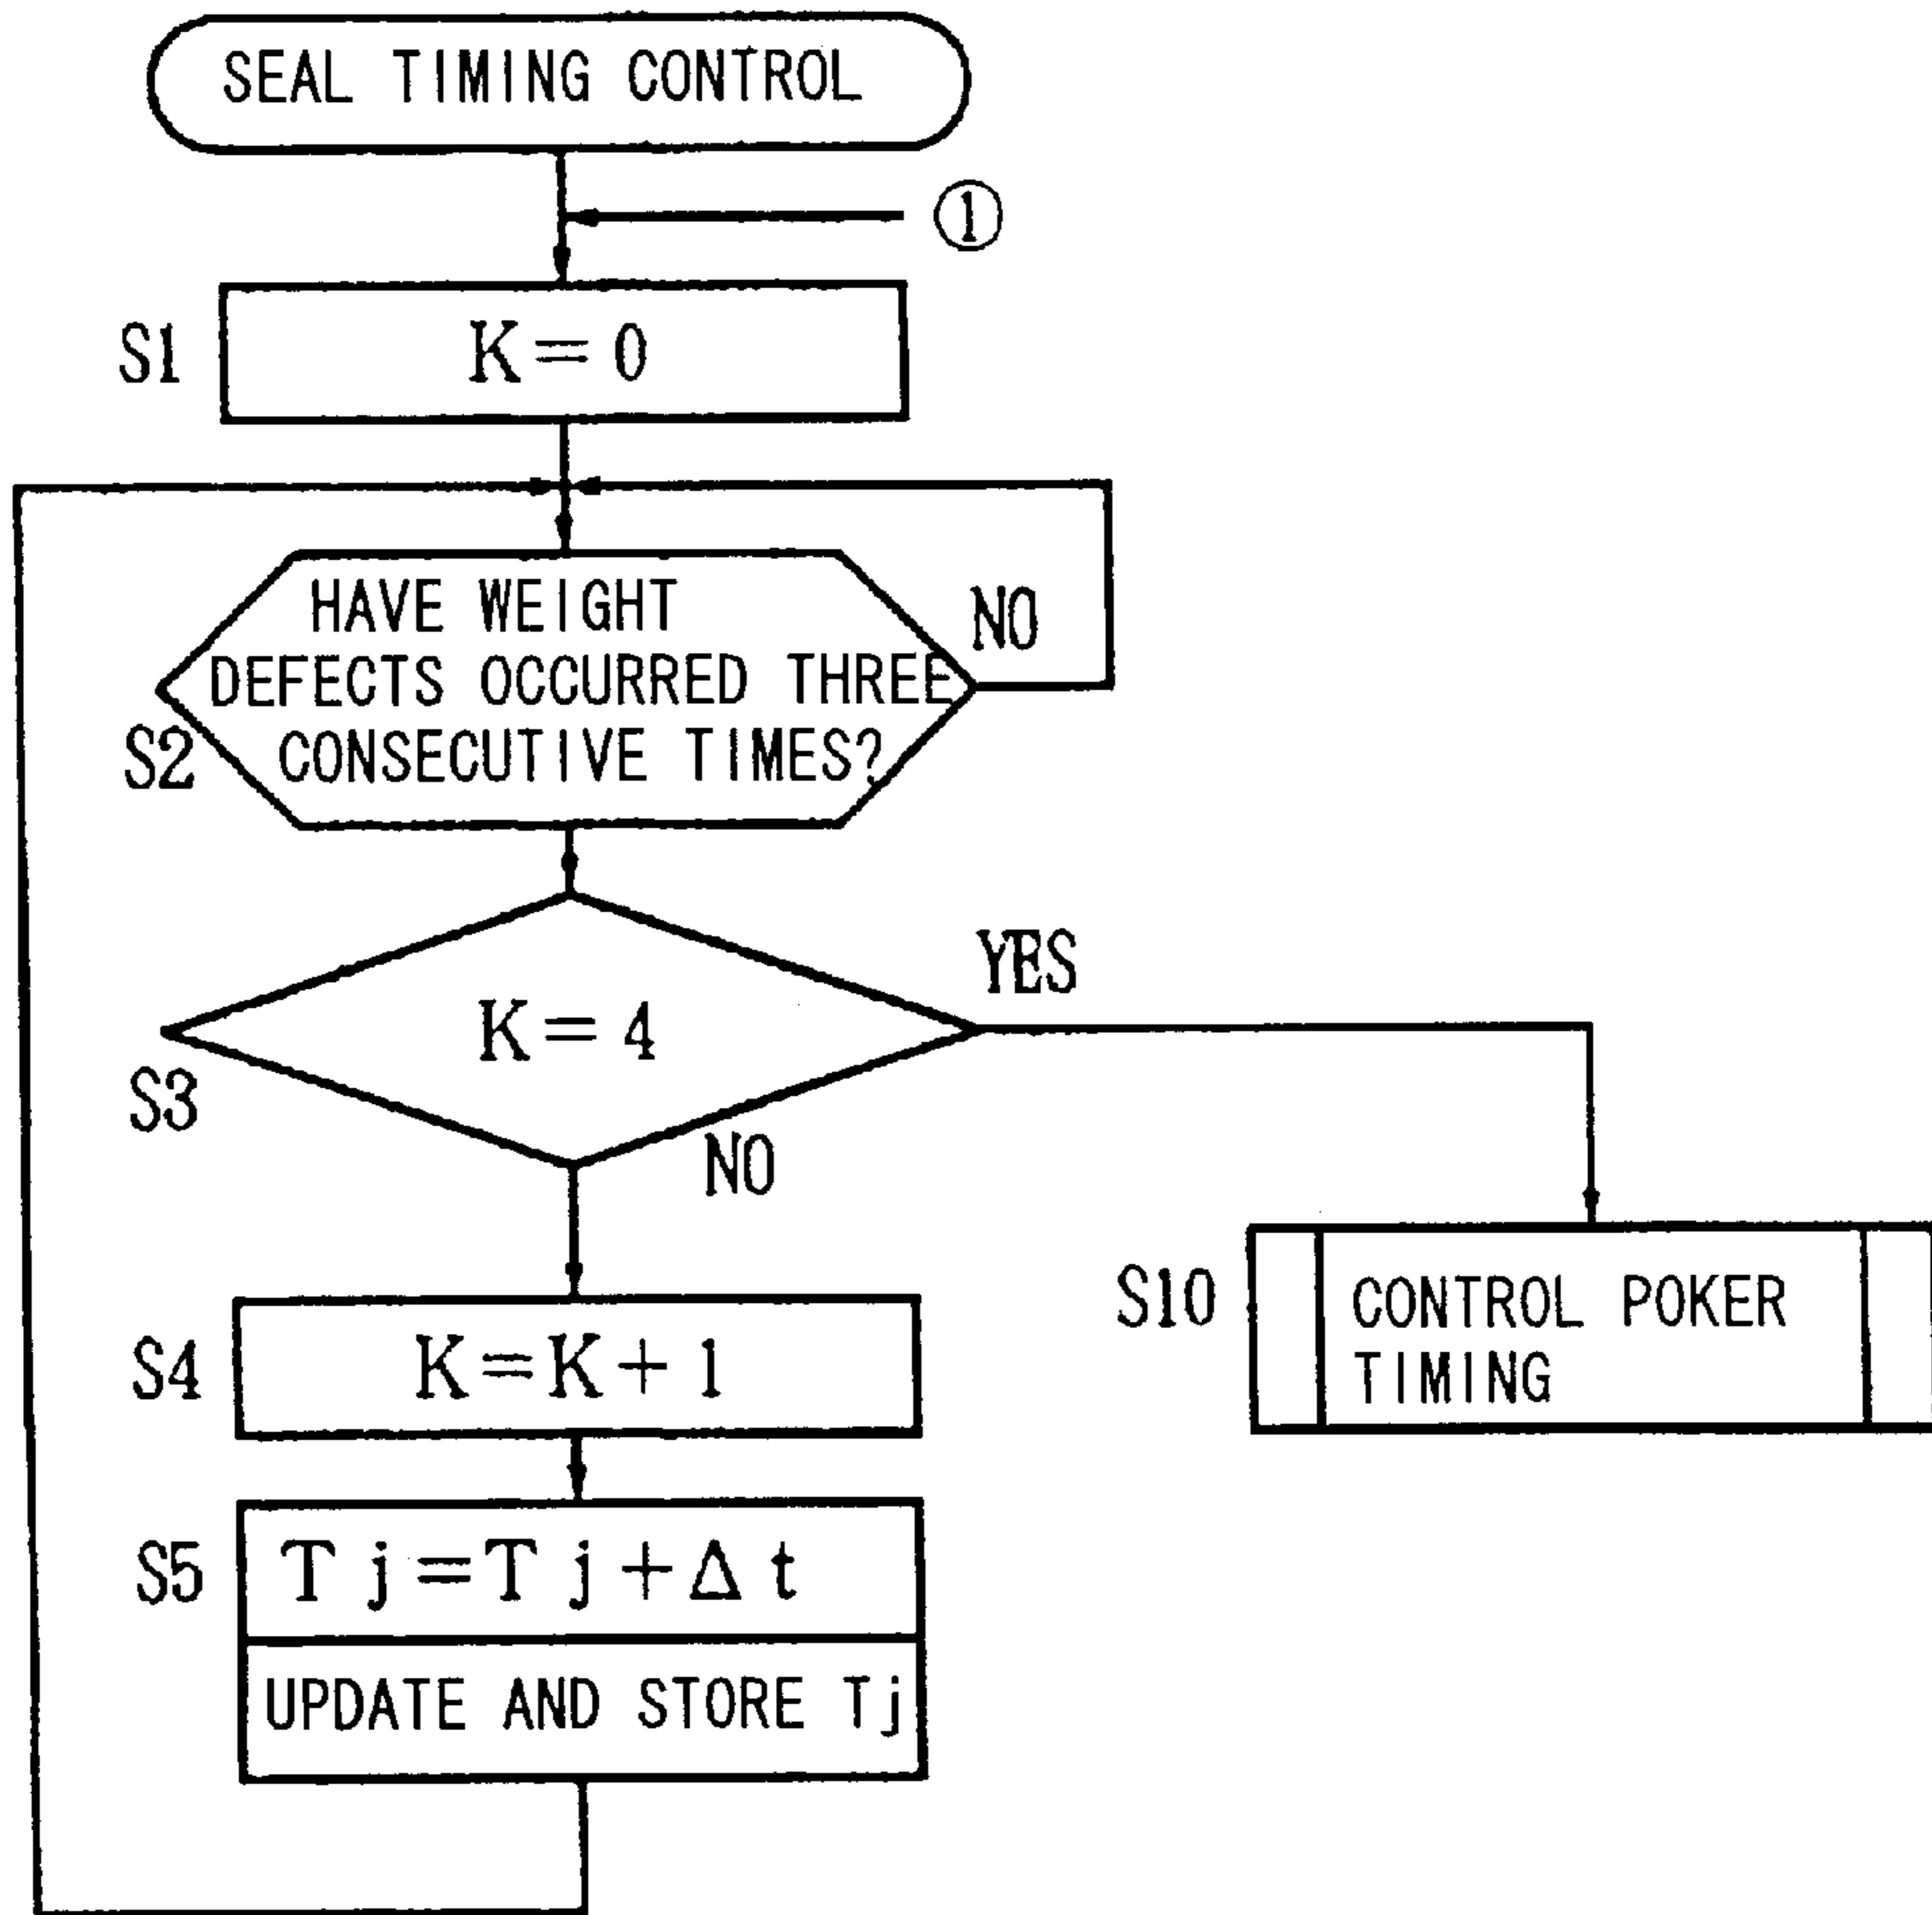 SEAL TIMING CONTROL
①
S1
K=0
HAVE WEIGHT
DEFECTS OCCURRED THREE
CONSECUTIVE TIMES?
NO
S2
K=4
YES
S3
NO
S4
K=K+1
S10
CONTROL POKER
TIMING
S5
Tj=Tj+Δt
UPDATE AND STORE Tj